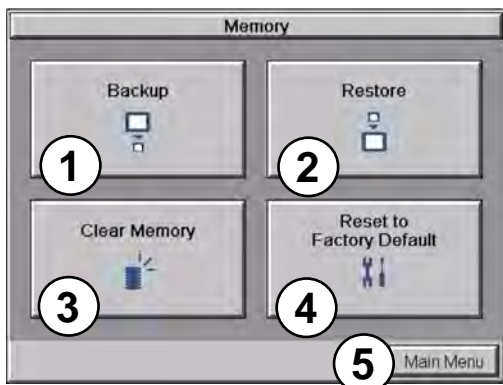 Memory
Backup
1
Restore
2
Clear Memory
3
Reset to
Factory Default
4
5
Main Menu